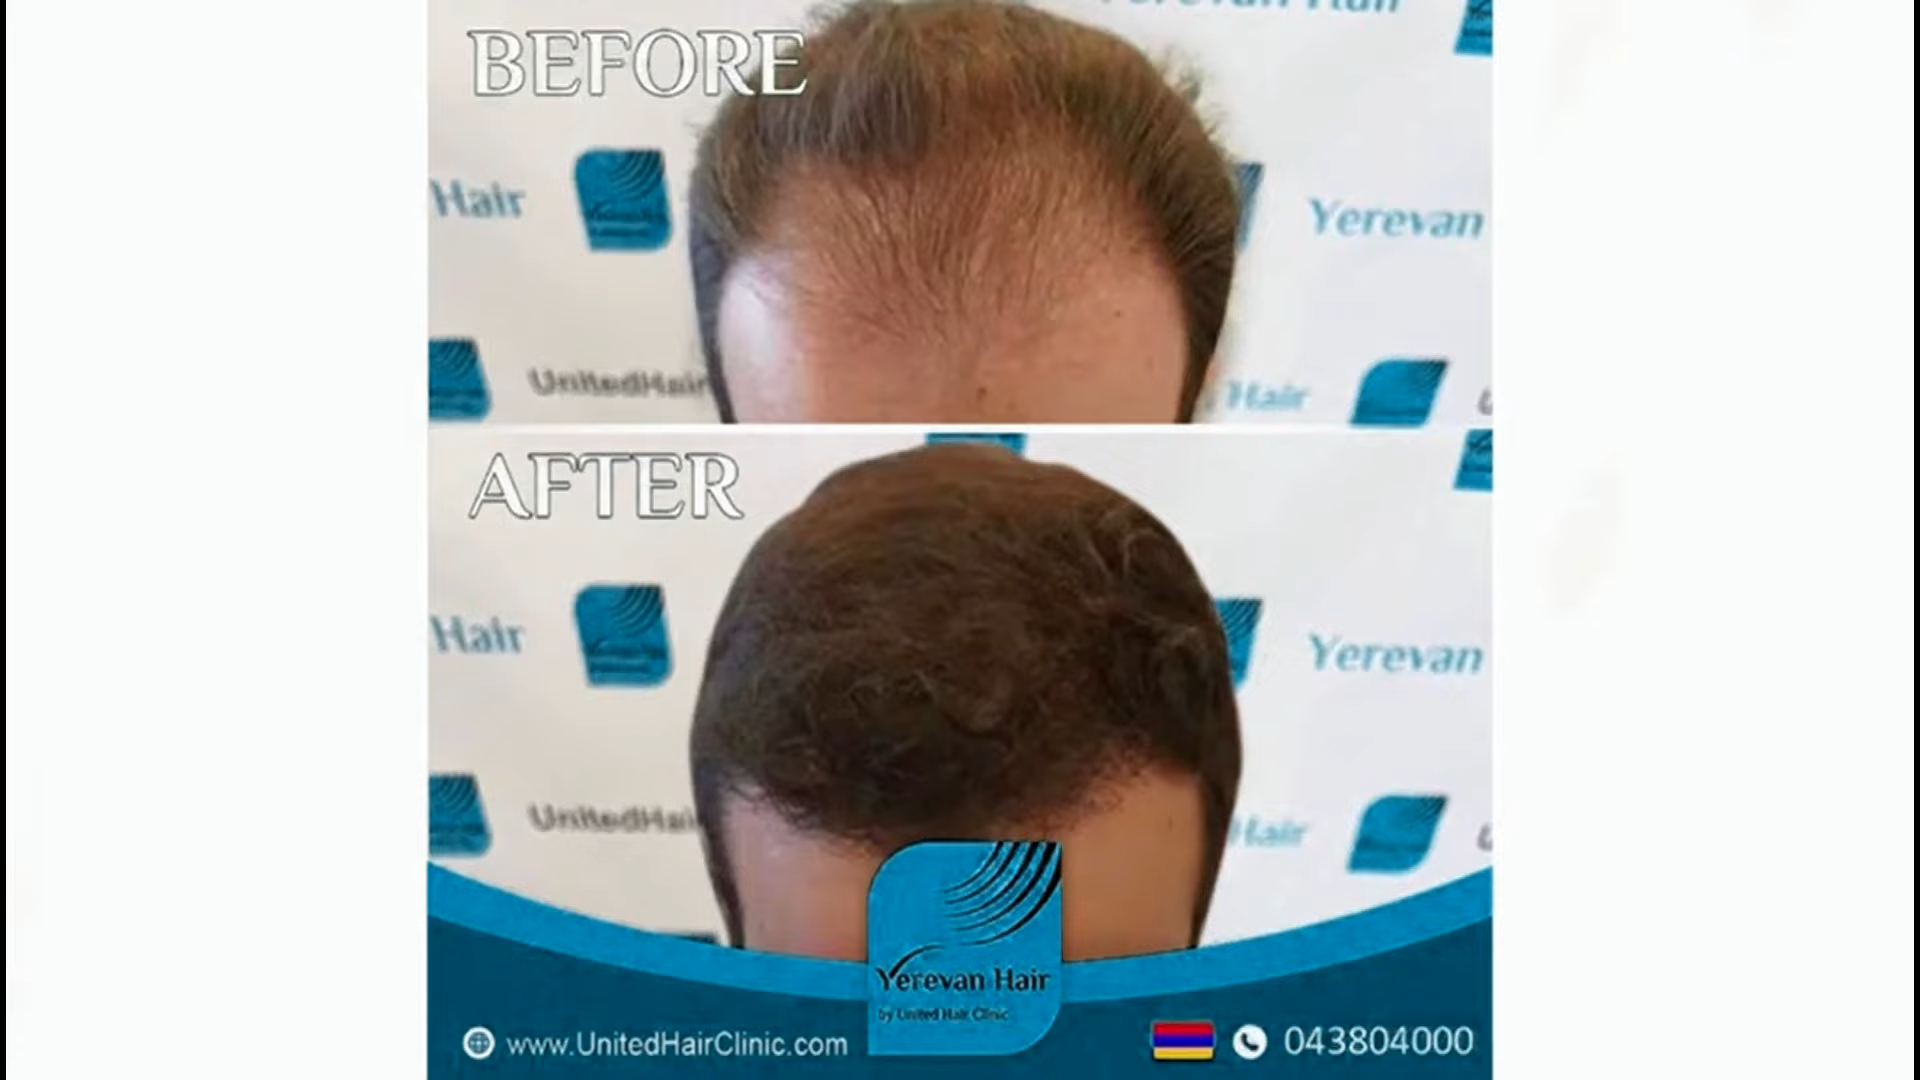 BEFORE
Hair
Yerevan
UnitedHair
Hair
AFTER
Hair
Yerevan
UnitedHai
Hair
Yerevan Hair
by United Hair Clinic
www.UnitedHairClinic.com
043804000